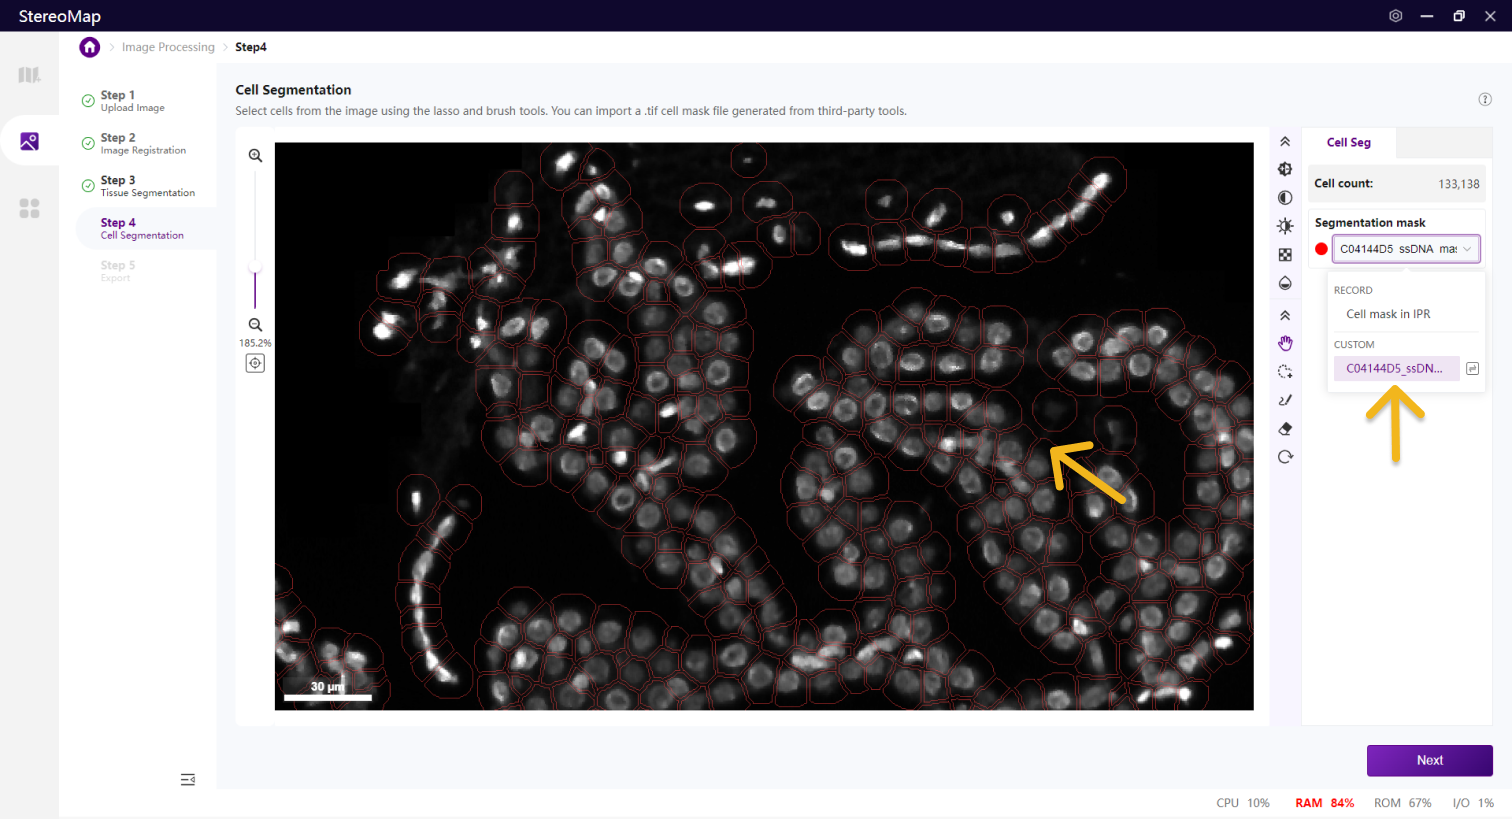 StereoMap
Image Processing
Step4
Step 1
Upload Image
Step 2
Image Registration
Step 3
Tissue Segmentation
Step 4
Cell Segmentation
Step 5
Export
Cell Segmentation
Select cells from the image using the lasso and brush tools. You can import a .tif cell mask file generated from third-party tools.
185.2%
30 μm
Cell Seg
Cell count: 133,138
Segmentation mask
C04144D5 ssDNA mas
RECORD
Cell mask in IPR
CUSTOM
C04144D5_ssDN...
Next
CPU 10% RAM 84% ROM 67% I/O 1%